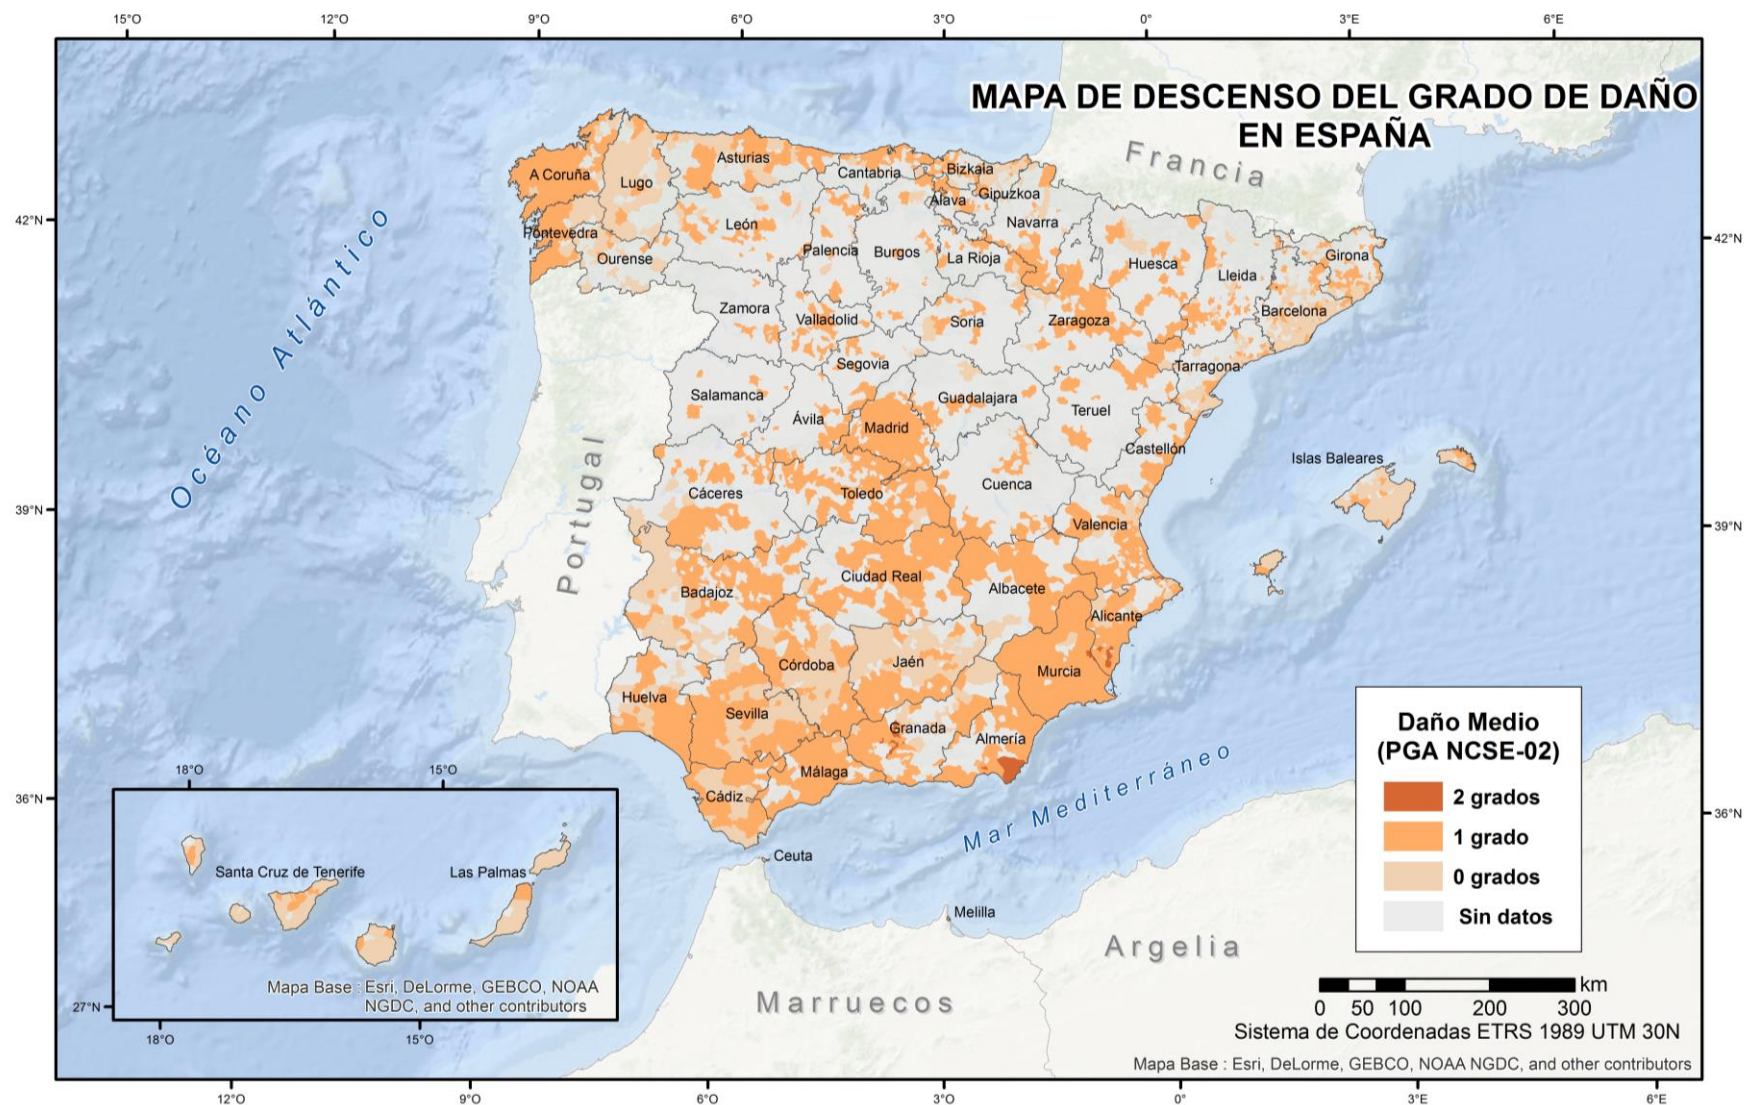 15°O 12°O 9°O 6°O 3°O 0° 3°E 6°E
MAPA DE DESCENSO DEL GRADO DE DAÑO
EN ESPAÑA
Francia
Océano Atlántico
Portugal
Mar Mediterráneo
Marruecos
Argelia
42°N
42°N
39°N
39°N
36°N
36°N
27°N
A Coruña
Lugo
Asturias
Cantabria
Bizkaia
Gipuzkoa
Álava
Navarra
Pontevedra
Ourense
León
Palencia
Burgos
La Rioja
Huesca
Lleida
Girona
Barcelona
Zamora
Valladolid
Soria
Zaragoza
Segovia
Tarragona
Salamanca
Ávila
Guadalajara
Teruel
Madrid
Castellón
Islas Baleares
Cáceres
Toledo
Cuenca
Valencia
Badajoz
Ciudad Real
Albacete
Alicante
Córdoba
Jaén
Murcia
Huelva
Sevilla
Granada
Almería
Málaga
Cádiz
Ceuta
Melilla
18°O 15°O
Santa Cruz de Tenerife
Las Palmas
Mapa Base : Esri, DeLorme, GEBCO, NOAA
NGDC, and other contributors
18°O 15°O
Daño Medio
(PGA NCSE-02)
2 grados
1 grado
0 grados
Sin datos
km
0 50 100 200 300
Sistema de Coordenadas ETRS 1989 UTM 30N
Mapa Base : Esri, DeLorme, GEBCO, NOAA NGDC, and other contributors
12°O 9°O 6°O 3°O 0° 3°E 6°E